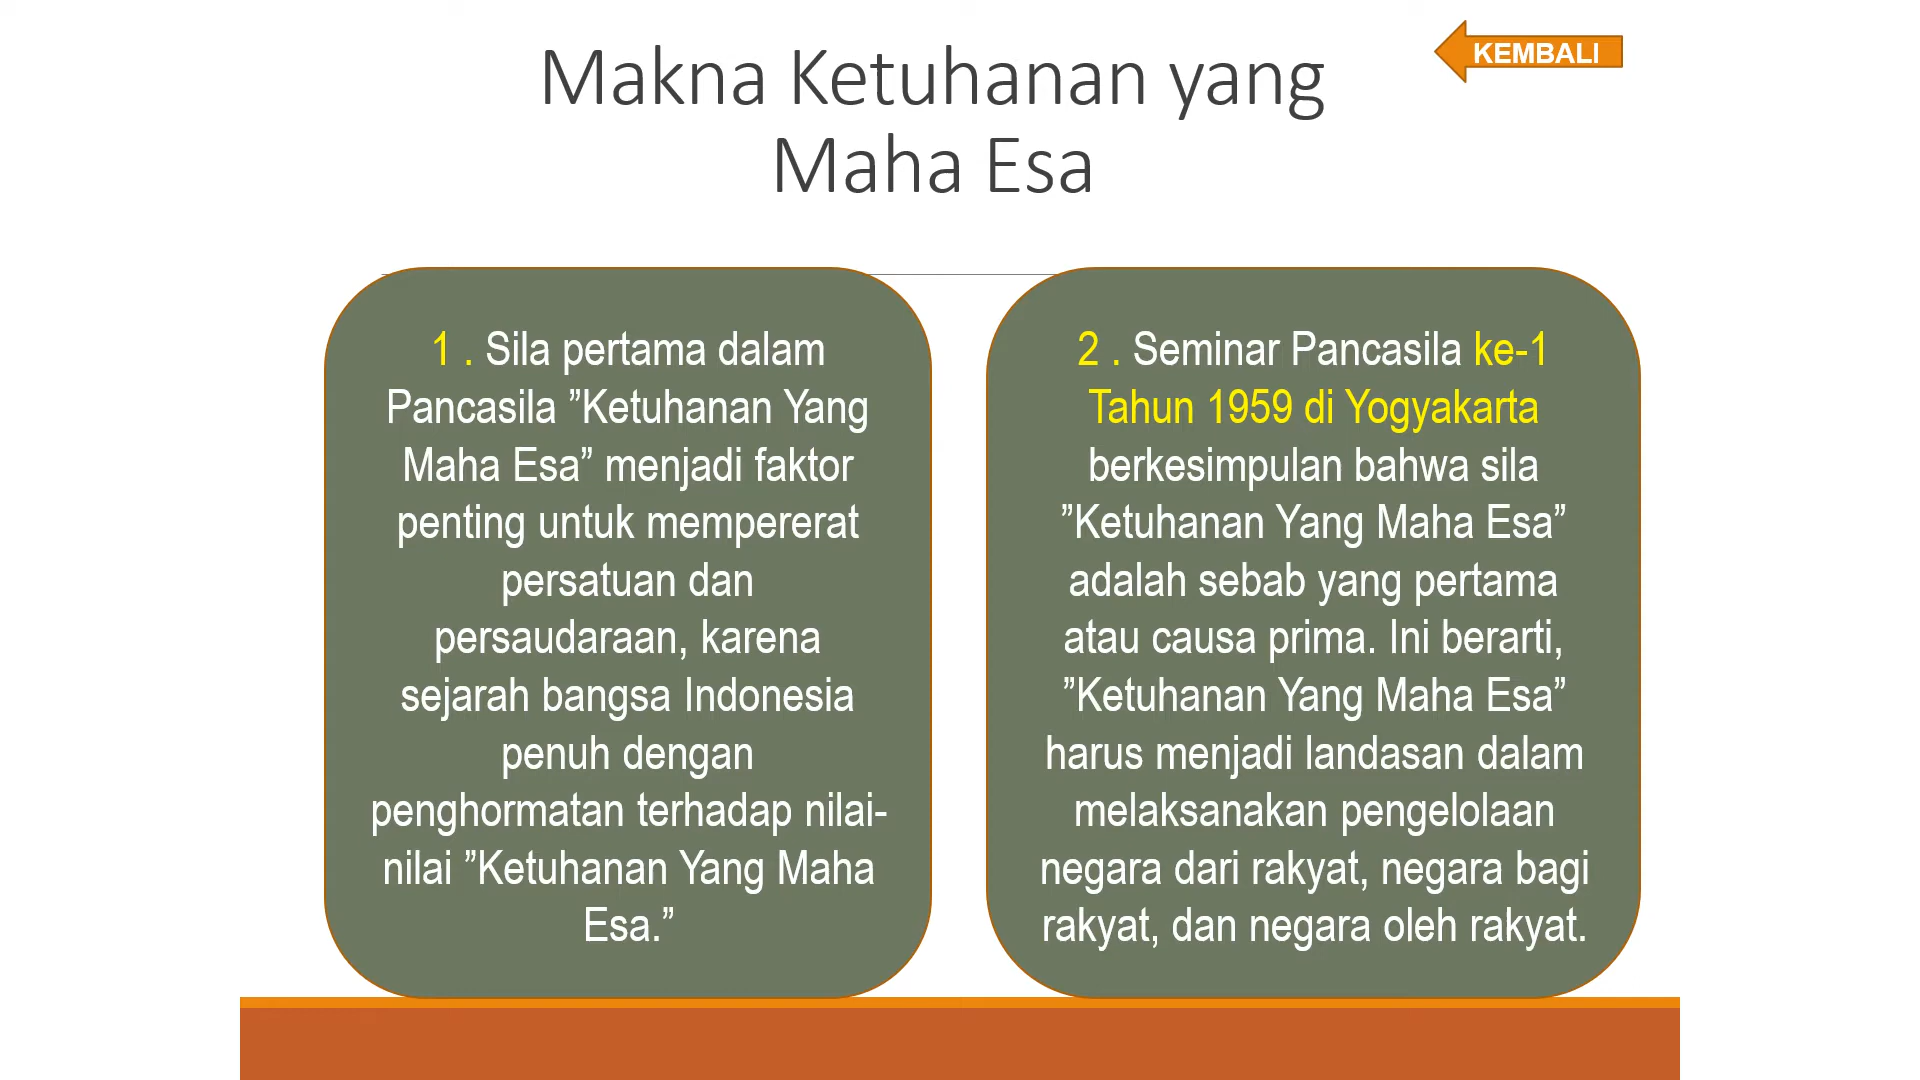 Makna Ketuhanan yang
Maha Esa
KEMBALI
1 . Sila pertama dalam
Pancasila ”Ketuhanan Yang
Maha Esa” menjadi faktor
penting untuk mempererat
persatuan dan
persaudaraan, karena
sejarah bangsa Indonesia
penuh dengan
penghormatan terhadap nilai-
nilai ”Ketuhanan Yang Maha
Esa.”
2 . Seminar Pancasila ke-1
Tahun 1959 di Yogyakarta
berkesimpulan bahwa sila
”Ketuhanan Yang Maha Esa”
adalah sebab yang pertama
atau causa prima. Ini berarti,
”Ketuhanan Yang Maha Esa”
harus menjadi landasan dalam
melaksanakan pengelolaan
negara dari rakyat, negara bagi
rakyat, dan negara oleh rakyat.